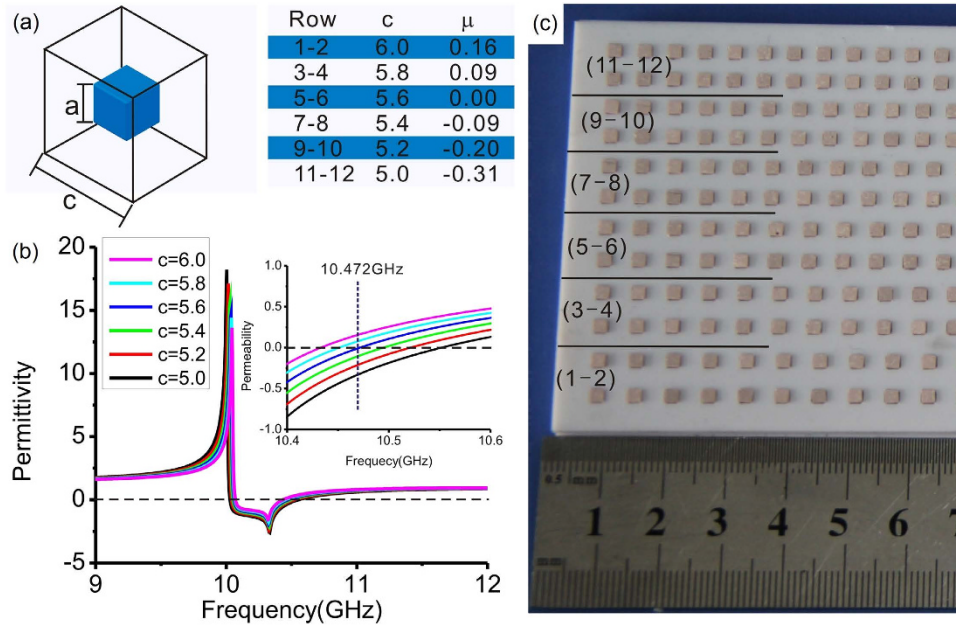 (a)
a
c
Row c μ
1-2 6.0 0.16
3-4 5.8 0.09
5-6 5.6 0.00
7-8 5.4 -0.09
9-10 5.2 -0.20
11-12 5.0 -0.31
(b)
Permittivity
20
15
10
5
0
-5
c=6.0
c=5.8
c=5.6
c=5.4
c=5.2
c=5.0
10.472GHz
Permeability
1.0
0.5
0.0
-0.5
-1.0
10.4 10.5 10.6
Frequecy(GHz)
9 10 11 12
Frequency(GHz)
(c)
(11-12)
(9-10)
(7-8)
(5-6)
(3-4)
(1-2)
1 2 3 4 5 6
mm